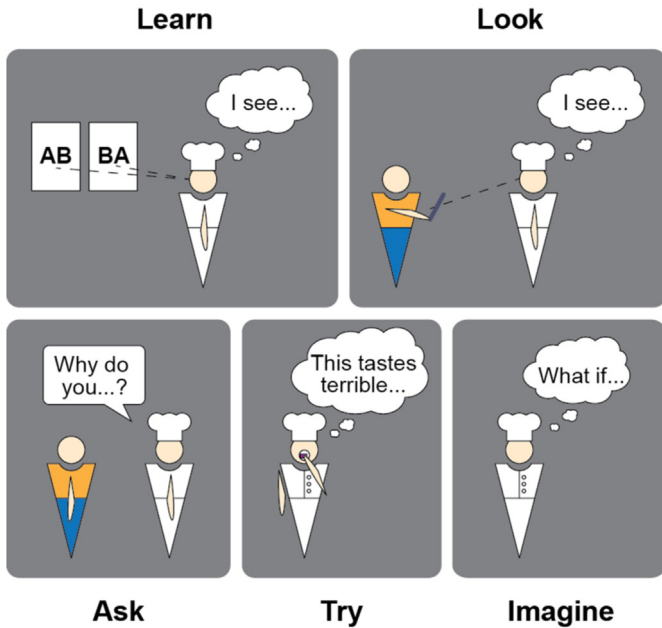 Learn
Look
I see...
I see...
AB
BA
Why do
you...?
This tastes
terrible...
What if...
Ask
Try
Imagine